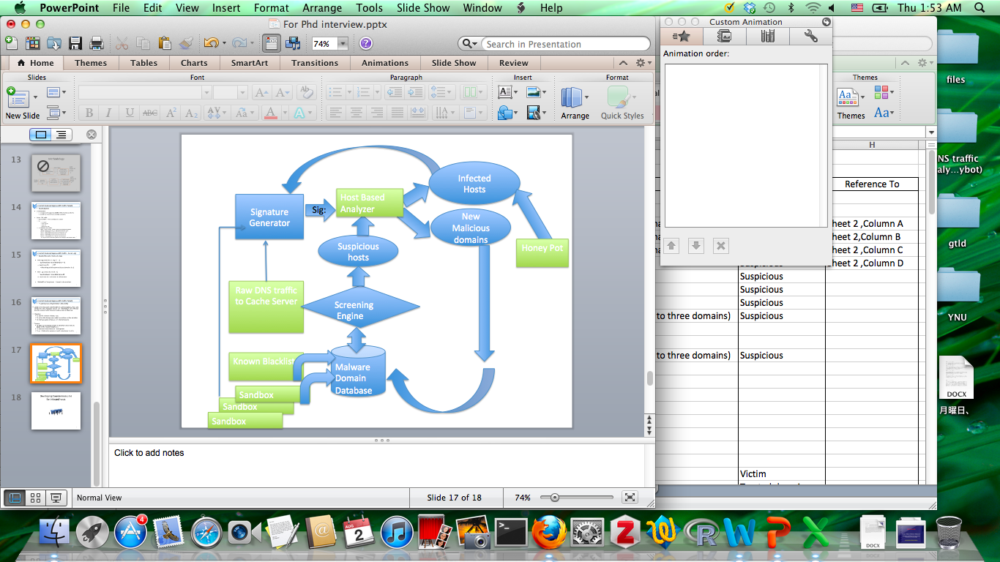 PowerPoint File Edit View Insert Format Arrange Tools Slide Show Window Help
Thu 1:53 AM
For Phd interview.pptx
74%
Search in Presentation
Home Themes Tables Charts SmartArt Transitions Animations Slide Show Review
Slides Font Paragraph Insert Format
New Slide
B I U ABC A2 A2 AV Aa A A
Arrange Quick Styles
Custom Animation
Animation order:
Themes
Aa
Themes
Aa
13
14
15
16
17
18
Infected
Hosts
Host Based
Analyzer
Signature
Generator
Sig:
New
Malicious
domains
Suspicious
hosts
Honey Pot
Raw DNS traffic
to Cache Server
Screening
Engine
Known Blacklist
Malware
Domain
Database
Sandbox
Sandbox
Sandbox
Click to add notes
Normal View
Slide 17 of 18
74%
H
Reference To
heet 2 ,Column A
heet 2,Column B
heet 2 ,Column C
heet 2 ,Column D
Suspicious
Suspicious
Suspicious
Suspicious
to three domains) Suspicious
to three domains) Suspicious
Victim
files
NS traffic
aly...ybot)
gtld
YNU
DOCX
月曜日、
4
AUG
2
DOCX